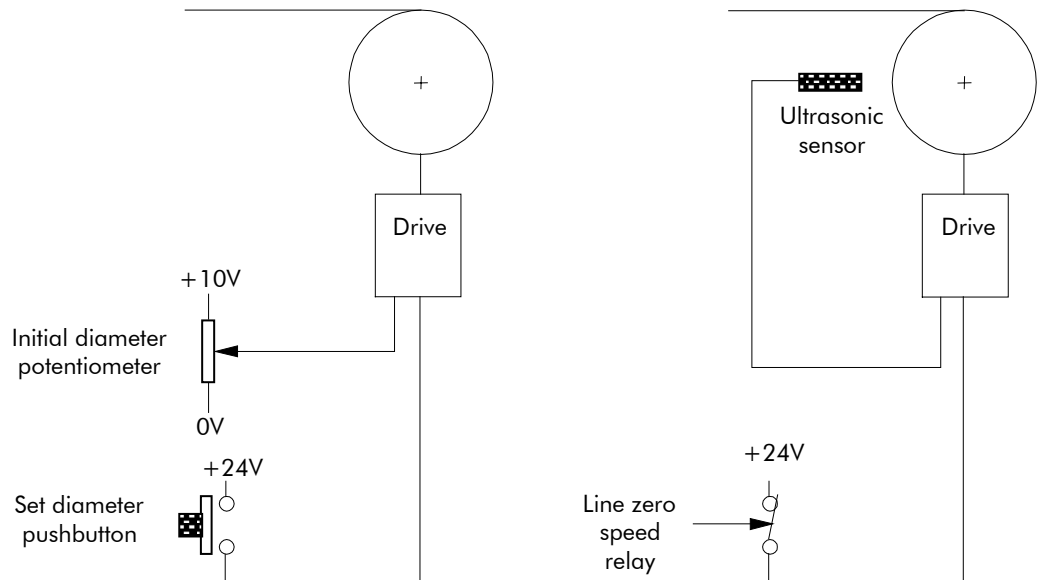 Drive
+10V
Initial diameter
potentiometer
0V
+24V
Set diameter
pushbutton
Ultrasonic
sensor
Drive
+24V
Line zero
speed
relay